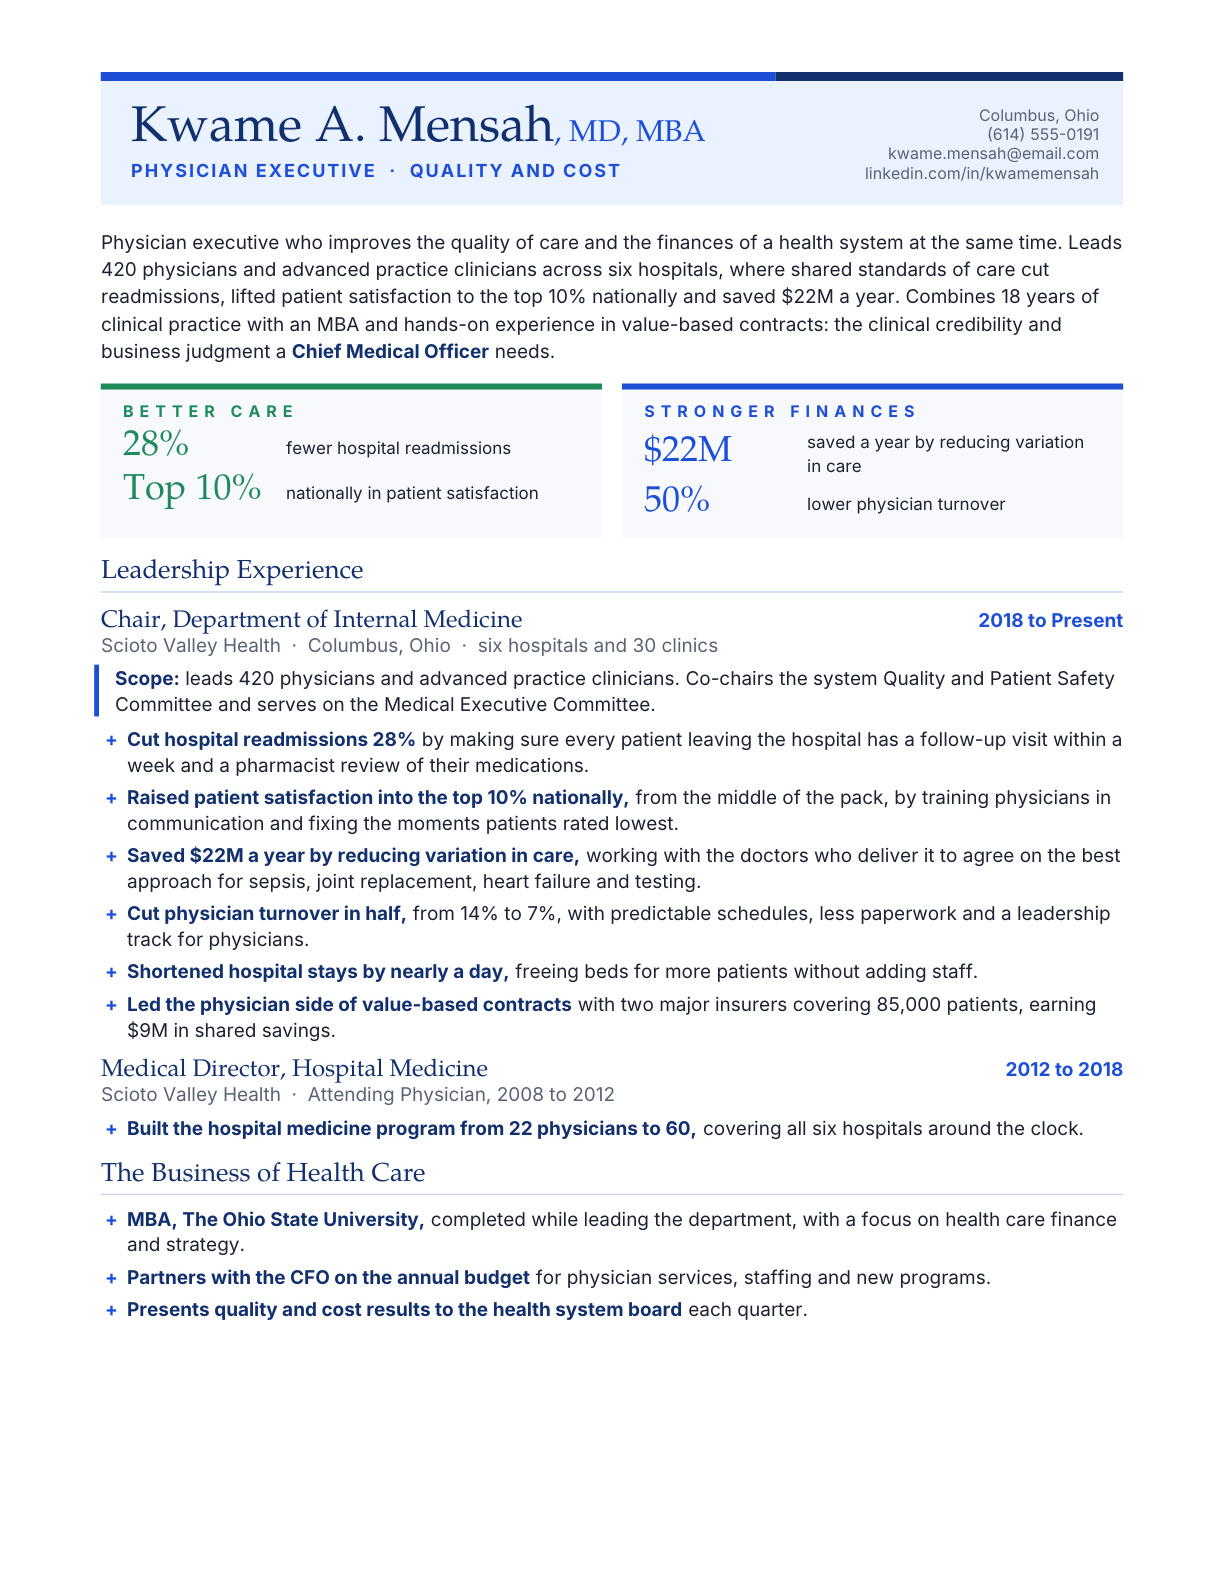 Kwame A. Mensah, MD, MBA
PHYSICIAN EXECUTIVE · QUALITY AND COST
Columbus, Ohio
(614) 555-0191
kwame.mensah@email.com
linkedin.com/in/kwamemensah
Physician executive who improves the quality of care and the finances of a health system at the same time. Leads
420 physicians and advanced practice clinicians across six hospitals, where shared standards of care cut
readmissions, lifted patient satisfaction to the top 10% nationally and saved $22M a year. Combines 18 years of
clinical practice with an MBA and hands-on experience in value-based contracts: the clinical credibility and
business judgment a Chief Medical Officer needs.
BETTER CARE
28% fewer hospital readmissions
Top 10% nationally in patient satisfaction
STRONGER FINANCES
$22M saved a year by reducing variation
in care
50% lower physician turnover
Leadership Experience
Chair, Department of Internal Medicine 2018 to Present
Scioto Valley Health · Columbus, Ohio · six hospitals and 30 clinics
Scope: leads 420 physicians and advanced practice clinicians. Co-chairs the system Quality and Patient Safety
Committee and serves on the Medical Executive Committee.
+ Cut hospital readmissions 28% by making sure every patient leaving the hospital has a follow-up visit within a
week and a pharmacist review of their medications.
+ Raised patient satisfaction into the top 10% nationally, from the middle of the pack, by training physicians in
communication and fixing the moments patients rated lowest.
+ Saved $22M a year by reducing variation in care, working with the doctors who deliver it to agree on the best
approach for sepsis, joint replacement, heart failure and testing.
+ Cut physician turnover in half, from 14% to 7%, with predictable schedules, less paperwork and a leadership
track for physicians.
+ Shortened hospital stays by nearly a day, freeing beds for more patients without adding staff.
+ Led the physician side of value-based contracts with two major insurers covering 85,000 patients, earning
$9M in shared savings.
Medical Director, Hospital Medicine 2012 to 2018
Scioto Valley Health · Attending Physician, 2008 to 2012
+ Built the hospital medicine program from 22 physicians to 60, covering all six hospitals around the clock.
The Business of Health Care
+ MBA, The Ohio State University, completed while leading the department, with a focus on health care finance
and strategy.
+ Partners with the CFO on the annual budget for physician services, staffing and new programs.
+ Presents quality and cost results to the health system board each quarter.